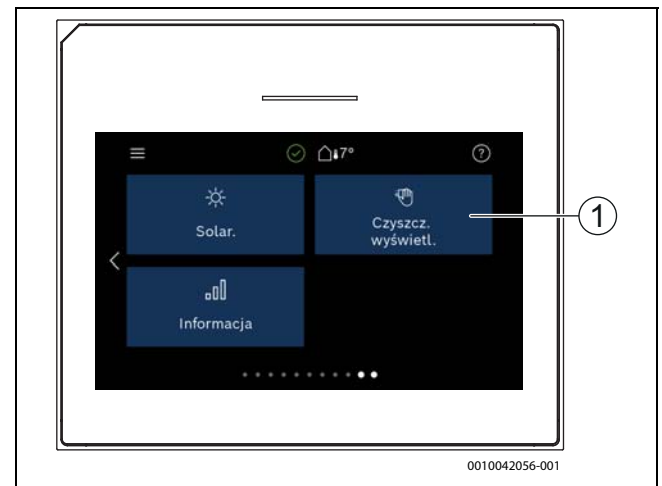 7°
?
Solar.
Czyszcz.
wyświetl.
1
Informacja
0010042056-001